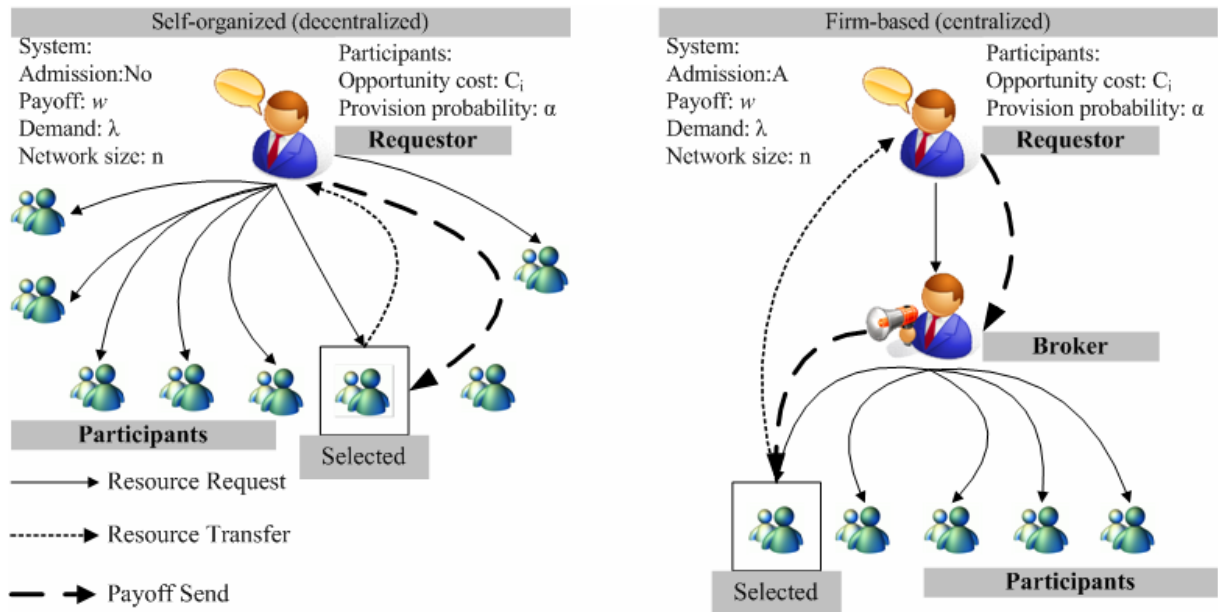 Self-organized (decentralized)
System:
Admission:No
Payoff: w
Demand: λ
Network size: n
Participants:
Opportunity cost: Ci
Provision probability: α
Requestor
Participants
Selected
Resource Request
Resource Transfer
Payoff Send
Firm-based (centralized)
System:
Admission:A
Payoff: w
Demand: λ
Network size: n
Participants:
Opportunity cost: Ci
Provision probability: α
Requestor
Broker
Selected
Participants